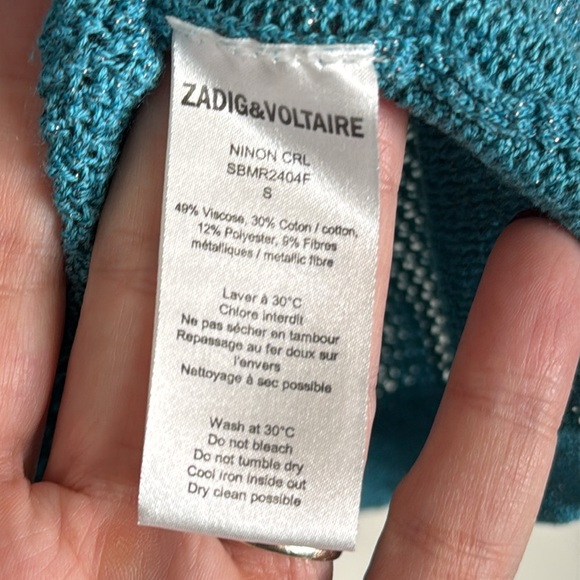 ZADIG&VOLTAIRE
NINON CRL
SBMR2404F
S
49% Viscose, 30% Coton / cotton,
12% Polyester, 9% Fibres
métalliques / metallic fibre
Laver à 30°C
Chlore interdit
Ne pas sécher en tambour
Repassage au fer doux sur
l'envers
Nettoyage à sec possible
Wash at 30°C
Do not bleach
Do not tumble dry
Cool iron inside out
Dry clean possible